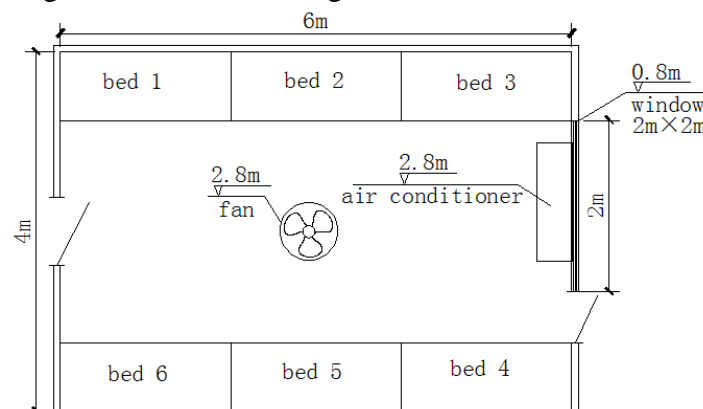 6m
bed 1
bed 2
bed 3
0.8m
window
2m×2m
2.8m
fan
2.8m
air conditioner
2m
4m
bed 6
bed 5
bed 4